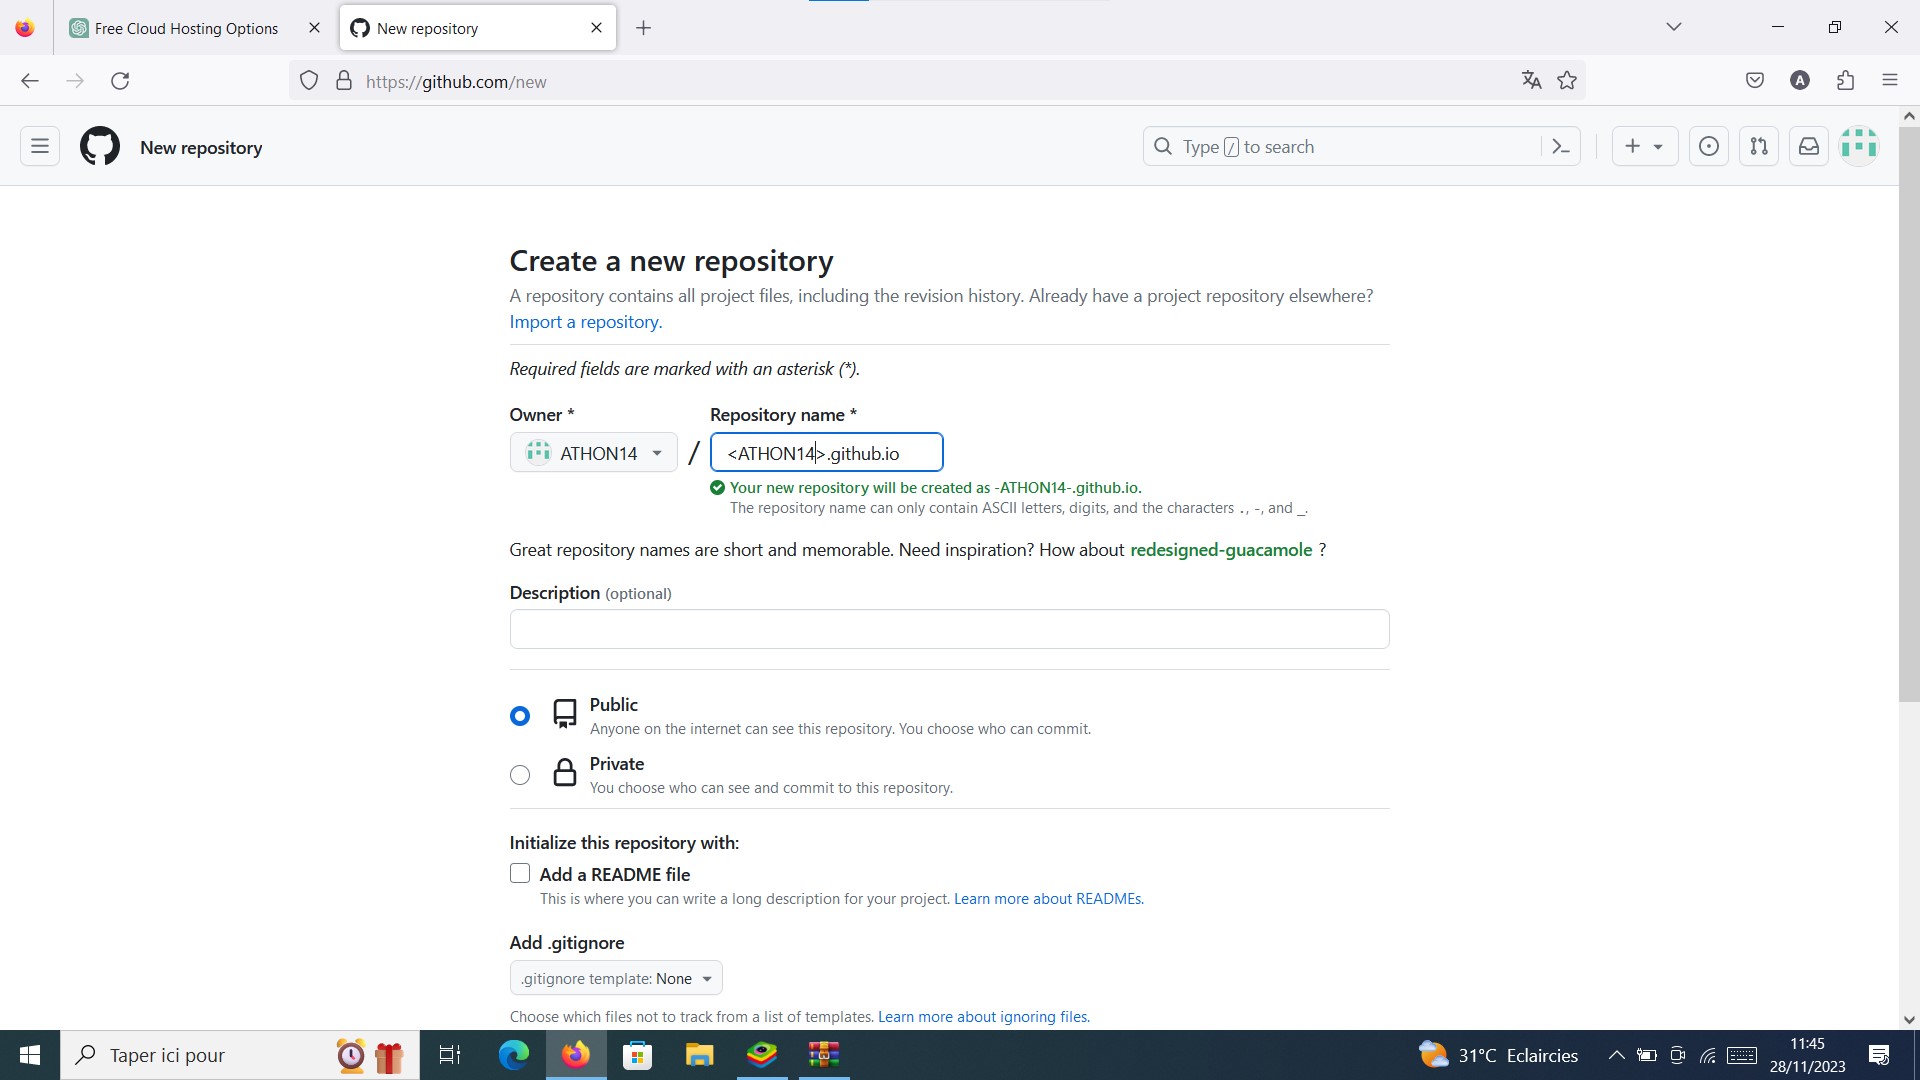 Free Cloud Hosting Options
New repository
https://github.com/new
A
New repository
Type / to search
Create a new repository
A repository contains all project files, including the revision history. Already have a project repository elsewhere?
Import a repository.
Required fields are marked with an asterisk (*).
Owner *
Repository name *
ATHON14
/
<ATHON14>.github.io
Your new repository will be created as -ATHON14-.github.io.
The repository name can only contain ASCII letters, digits, and the characters ., -, and _.
Great repository names are short and memorable. Need inspiration? How about redesigned-guacamole ?
Description (optional)
Public
Anyone on the internet can see this repository. You choose who can commit.
Private
You choose who can see and commit to this repository.
Initialize this repository with:
Add a README file
This is where you can write a long description for your project. Learn more about READMEs.
Add .gitignore
.gitignore template: None
Choose which files not to track from a list of templates. Learn more about ignoring files.
Taper ici pour
31°C Eclaircies
11:45
28/11/2023